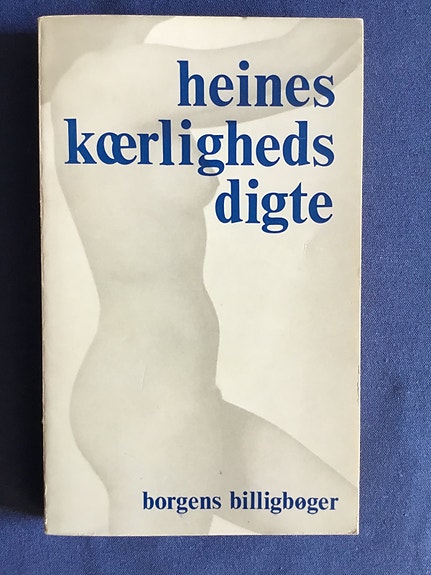 heines
kærligheds
digte
borgens billigbøger